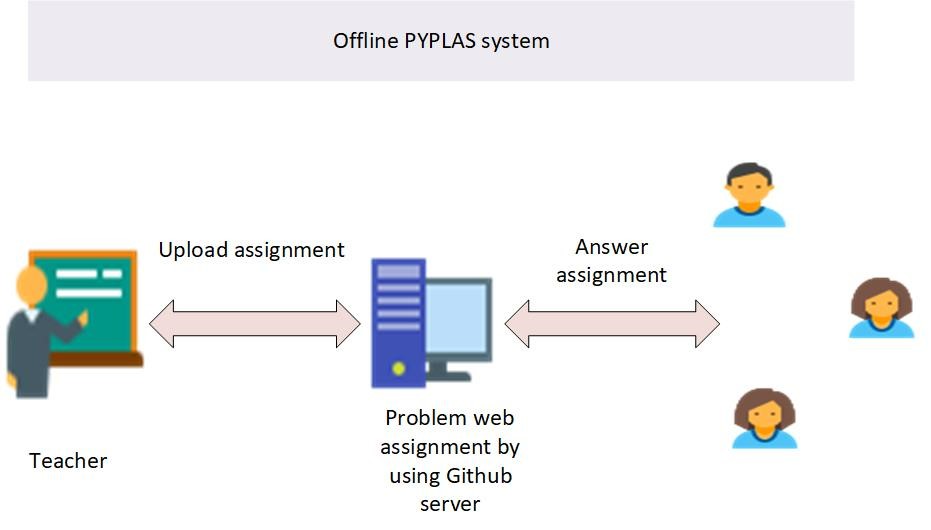 Offline PYPLAS system
Upload assignment
Answer
assignment
Problem web
assignment by
using Github
server
Teacher